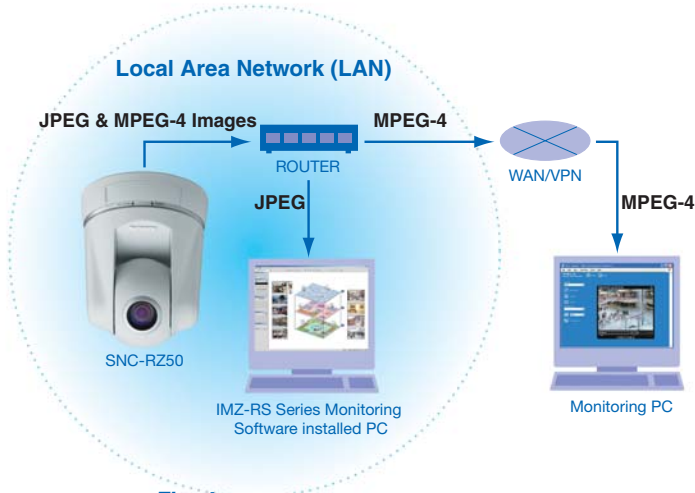 Local Area Network (LAN)
JPEG & MPEG-4 Images
MPEG-4
ROUTER
WAN/VPN
JPEG
MPEG-4
SNC-RZ50
IMZ-RS Series Monitoring
Software installed PC
Monitoring PC